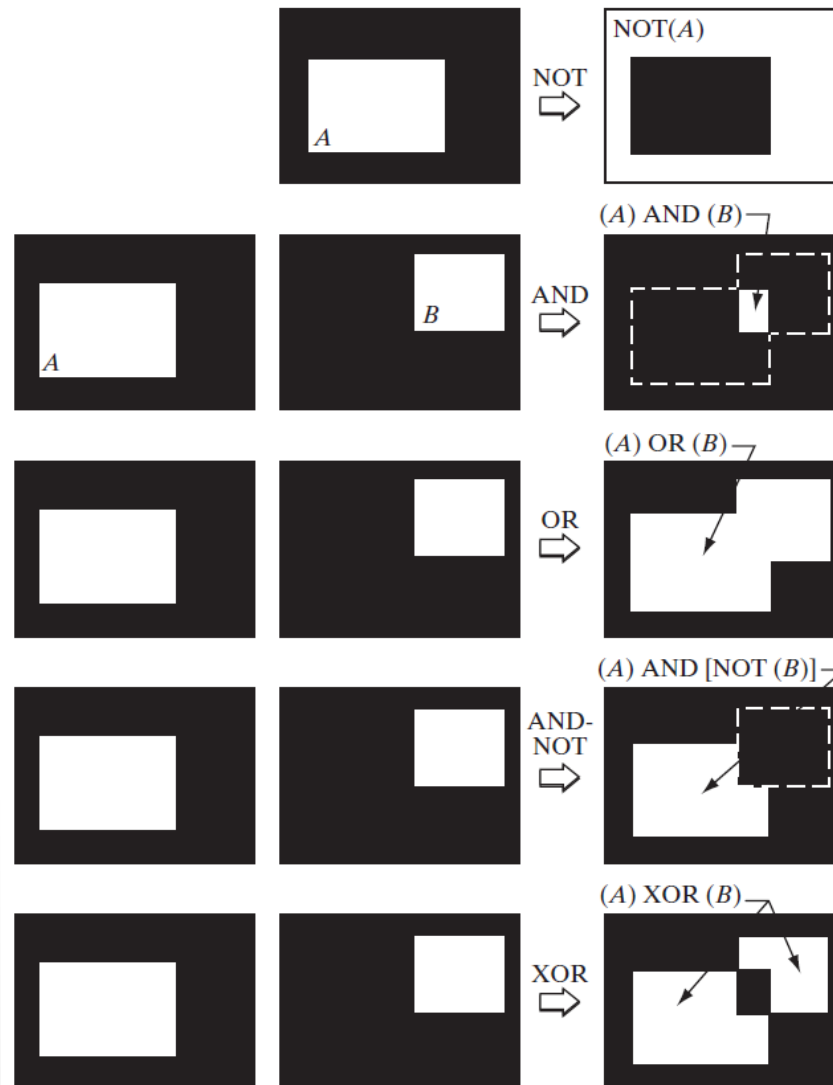 NOT(A)
NOT
A
(A) AND (B)
AND
B
A
(A) OR (B)
OR
(A) AND [NOT (B)]
AND-
NOT
(A) XOR (B)
XOR